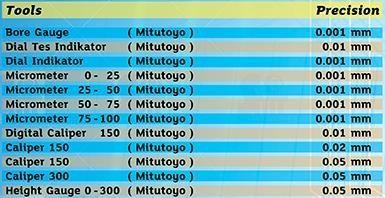 Tools Precision
Bore Gauge ( Mitutoyo ) 0.001 mm
Dial Tes Indikator ( Mitutoyo ) 0.01 mm
Dial Indikator ( Mitutoyo ) 0.001 mm
Micrometer 0 - 25 ( Mitutoyo ) 0.001 mm
Micrometer 25 - 50 ( Mitutoyo ) 0.001 mm
Micrometer 50 - 75 ( Mitutoyo ) 0.001 mm
Micrometer 75 - 100 ( Mitutoyo ) 0.001 mm
Digital Caliper 150 ( Mitutoyo ) 0.01 mm
Caliper 150 ( Mitutoyo ) 0.02 mm
Caliper 150 ( Mitutoyo ) 0.05 mm
Caliper 300 ( Mitutoyo ) 0.05 mm
Height Gauge 0 - 300 ( Mitutoyo ) 0.05 mm